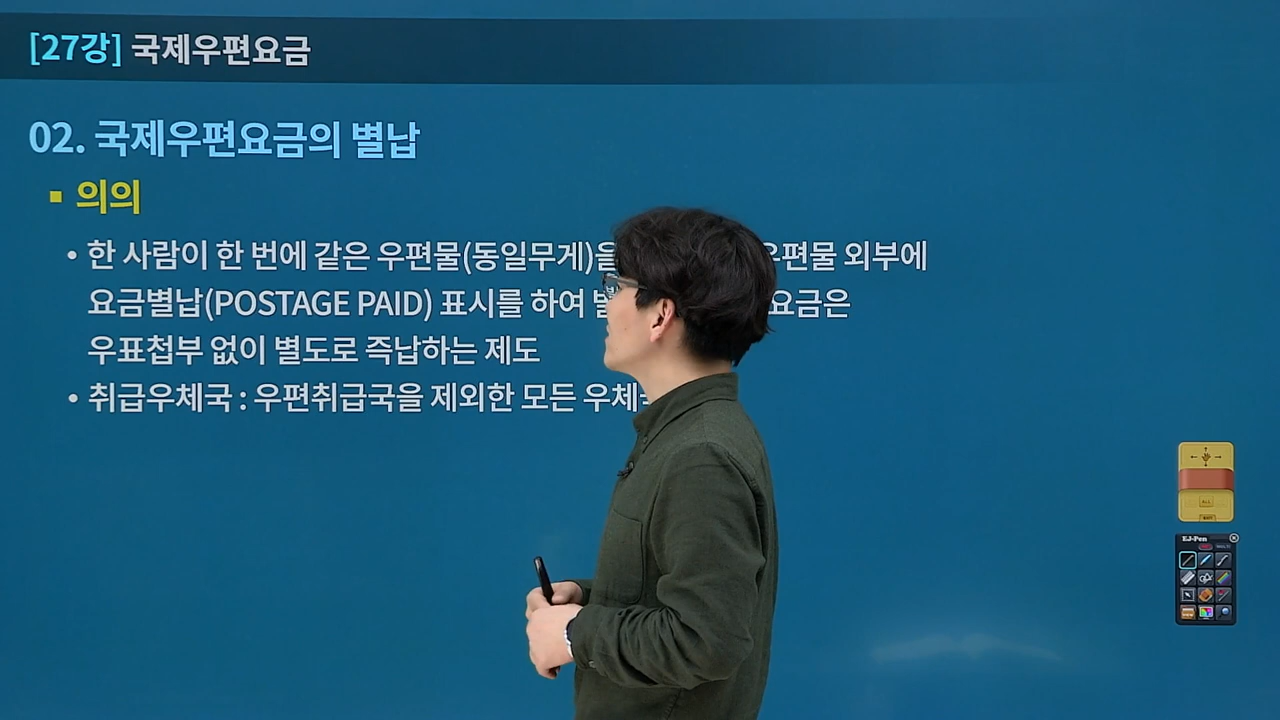 [27강] 국제우편요금
02. 국제우편요금의 별납
▪ 의의
• 한 사람이 한 번에 같은 우편물(동일무게)을 우편물 외부에
요금별납(POSTAGE PAID) 표시를 하여 요금은
우표첩부 없이 별도로 즉납하는 제도
• 취급우체국 : 우편취급국을 제외한 모든
EJ-Pen